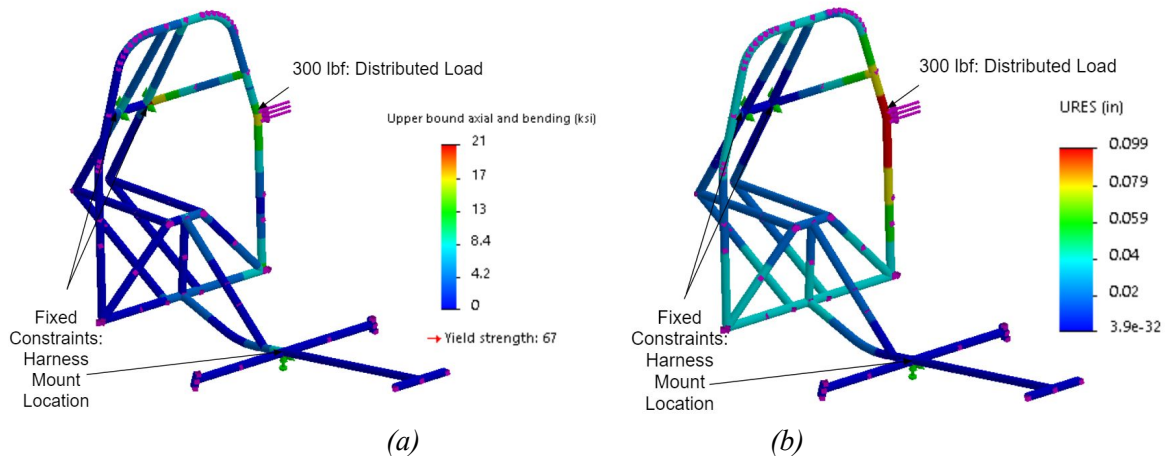 300 lbf: Distributed Load
Upper bound axial and bending (ksi)
21
17
13
8.4
4.2
0
Yield strength: 67
Fixed
Constraints:
Harness
Mount
Location
(a)
300 lbf: Distributed Load
URES (in)
0.099
0.079
0.059
0.04
0.02
3.9e-32
Fixed
Constraints:
Harness
Mount
Location
(b)